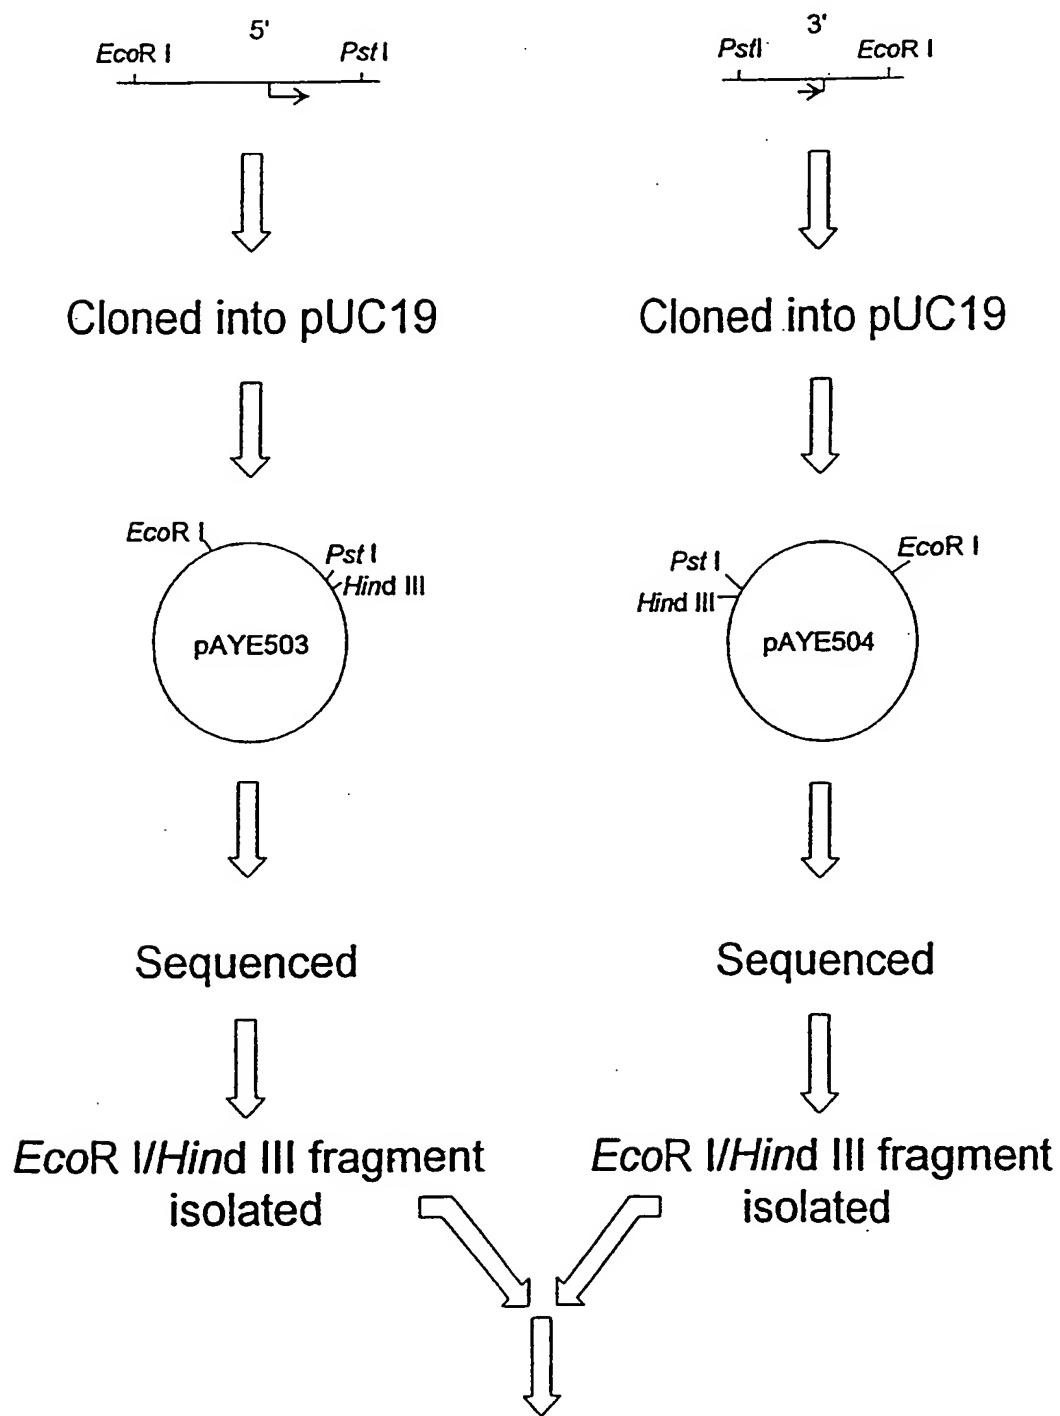 5'
EcoR I
Pst I
3'
PstI
EcoR I
Cloned into pUC19
Cloned into pUC19
EcoR I
Pst I
Hind III
pAYE503
EcoR I
Pst I
Hind III
pAYE504
Sequenced
Sequenced
EcoR I/Hind III fragment
isolated
EcoR I/Hind III fragment
isolated